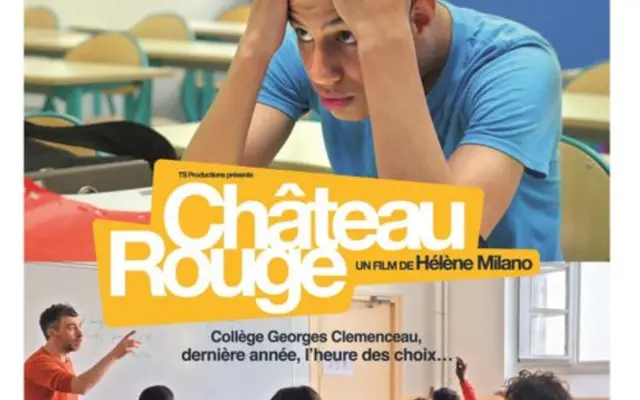 TS Productions présente
Château
Rouge
UN FILM DE Hélène Milano
Collège Georges Clemenceau,
dernière année, l'heure des choix...